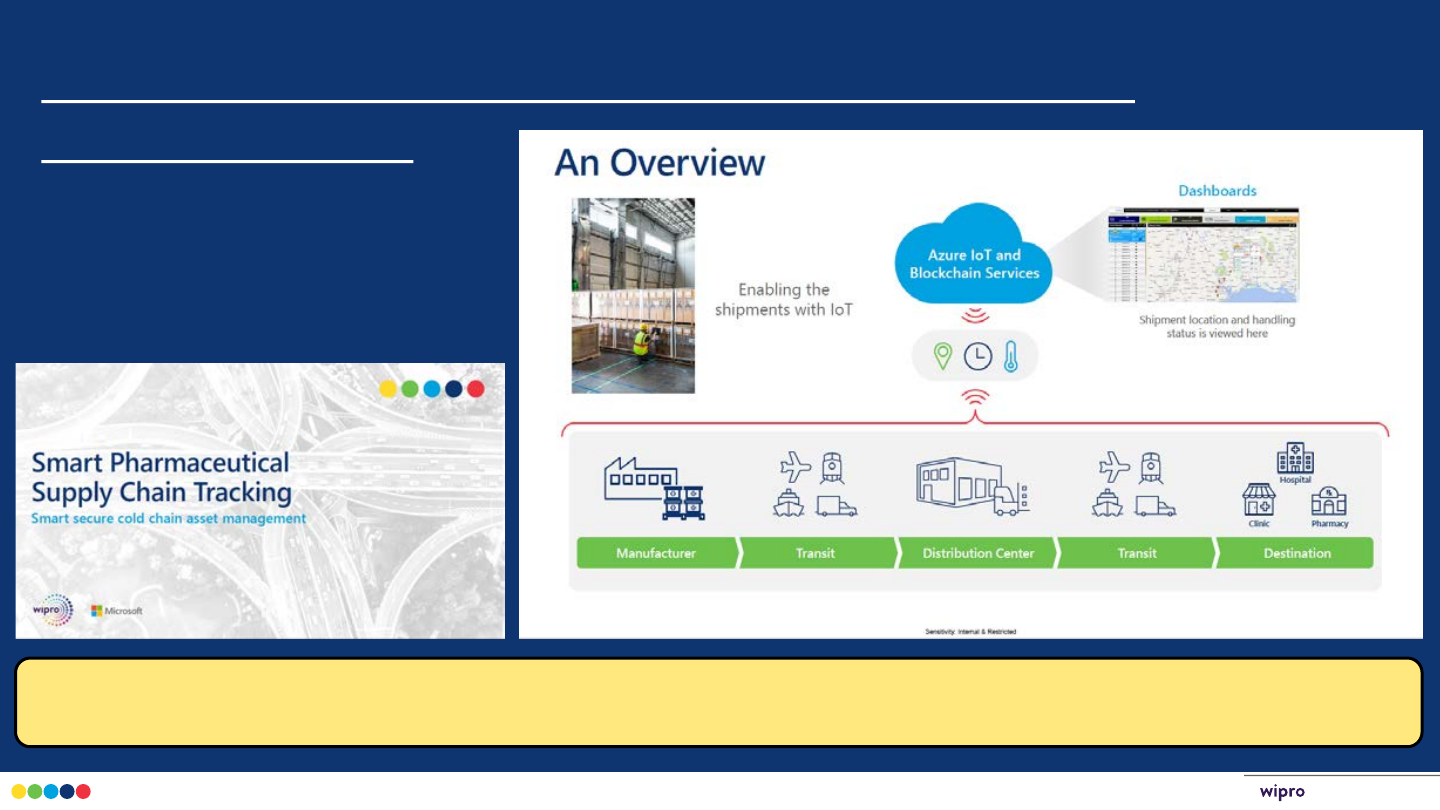 An Overview
Dashboards
Azure IoT and
Blockchain Services
Enabling the
shipments with IoT
Shipment location and handling
status is viewed here
Hospital
Clinic
Pharmacy
Manufacturer
Transit
Distribution Center
Transit
Destination
Sensitivity: Internal & Restricted
Smart Pharmaceutical
Supply Chain Tracking
Smart secure cold chain asset management
wipro
Microsoft
wipro